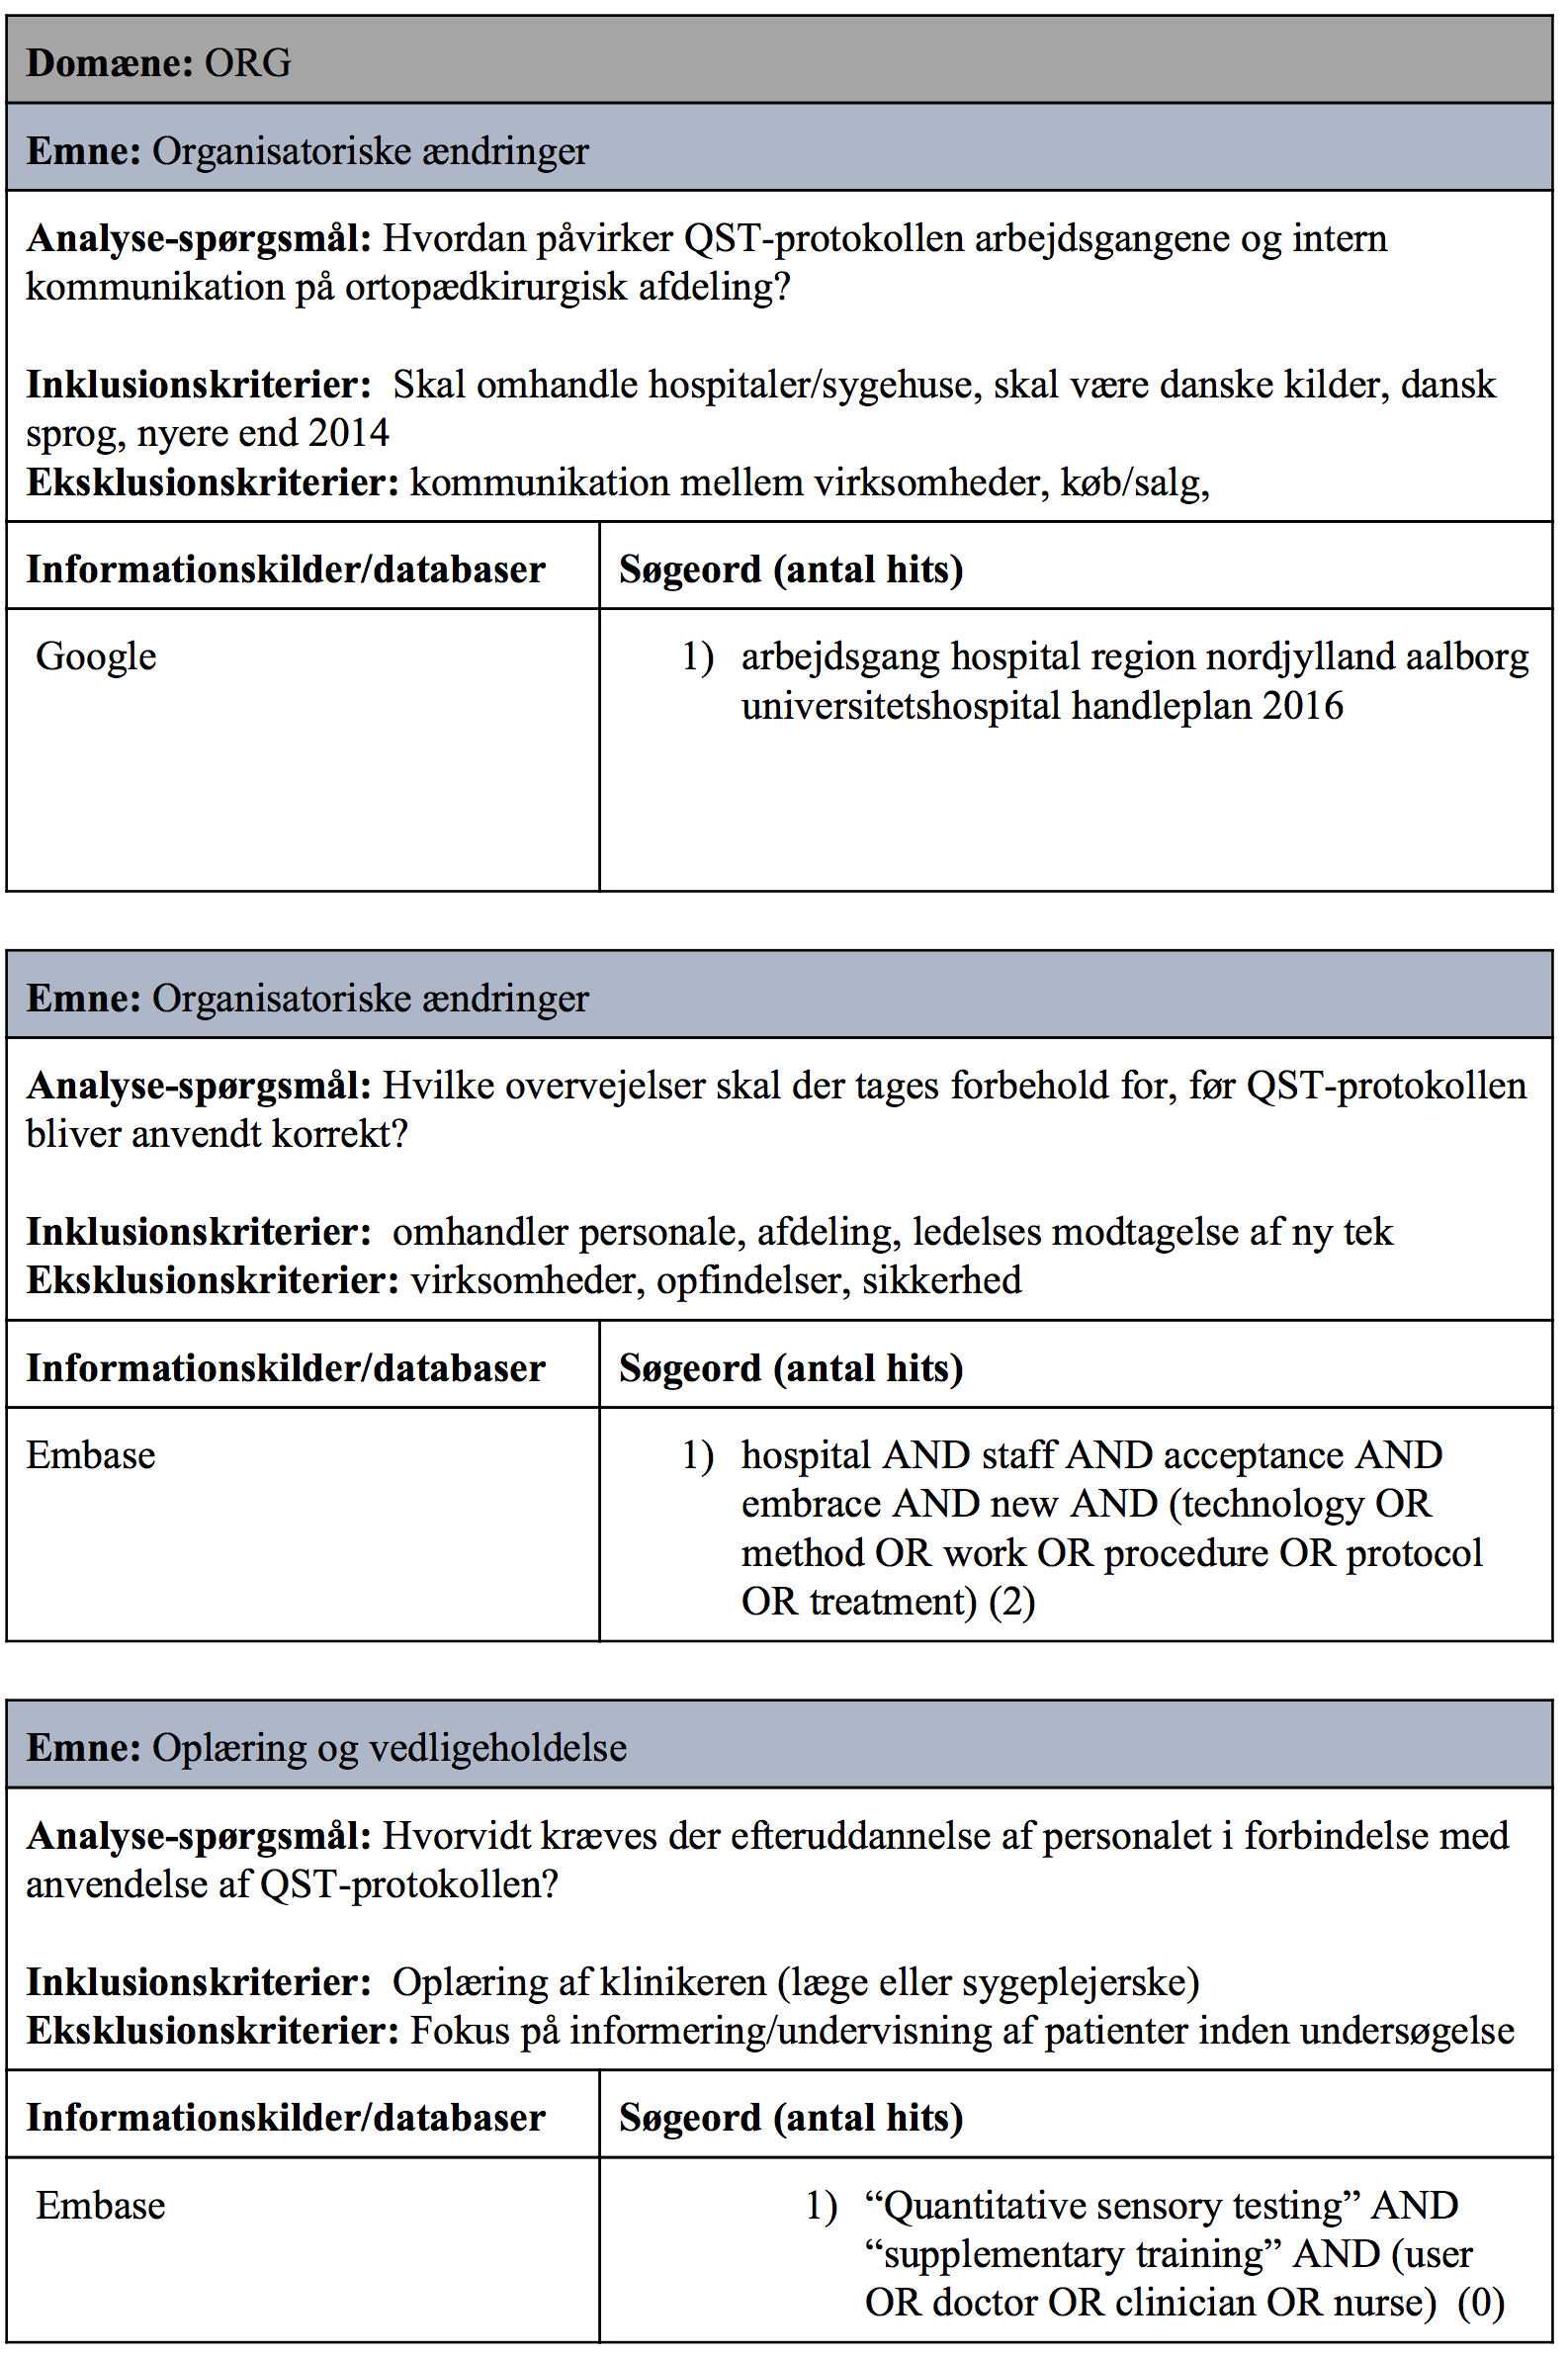 Domæne: ORG
Emne: Organisatoriske ændringer
Analyse-spørgsmål: Hvordan påvirker QST-protokollen arbejdsgangene og intern
kommunikation på ortopædkirurgisk afdeling?
Inklusionskriterier:  Skal omhandle hospitaler/sygehuse, skal være danske kilder, dansk
sprog, nyere end 2014
Eksklusionskriterier: kommunikation mellem virksomheder, køb/salg,
Informationskilder/databaser
Søgeord (antal hits)
Google
1) arbejdsgang hospital region nordjylland aalborg
universitetshospital handleplan 2016
Emne: Organisatoriske ændringer
Analyse-spørgsmål: Hvilke overvejelser skal der tages forbehold for, før QST-protokollen
bliver anvendt korrekt?
Inklusionskriterier:  omhandler personale, afdeling, ledelses modtagelse af ny tek
Eksklusionskriterier: virksomheder, opfindelser, sikkerhed
Informationskilder/databaser
Søgeord (antal hits)
Embase
1) hospital AND staff AND acceptance AND
embrace AND new AND (technology OR
method OR work OR procedure OR protocol
OR treatment) (2)
Emne: Oplæring og vedligeholdelse
Analyse-spørgsmål: Hvorvidt kræves der efteruddannelse af personalet i forbindelse med
anvendelse af QST-protokollen?
Inklusionskriterier:  Oplæring af klinikeren (læge eller sygeplejerske)
Eksklusionskriterier: Fokus på informering/undervisning af patienter inden undersøgelse
Informationskilder/databaser
Søgeord (antal hits)
Embase
1) “Quantitative sensory testing” AND
“supplementary training” AND (user
OR doctor OR clinician OR nurse)  (0)